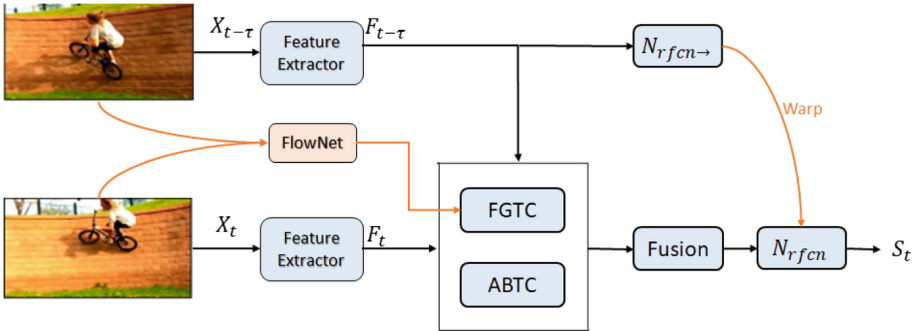 X_{t−τ}
Feature
Extractor
F_{t−τ}
N_{rfcn→}
Warp
FlowNet
X_t
Feature
Extractor
F_t
FGTC
ABTC
Fusion
N_{rfcn}
S_t